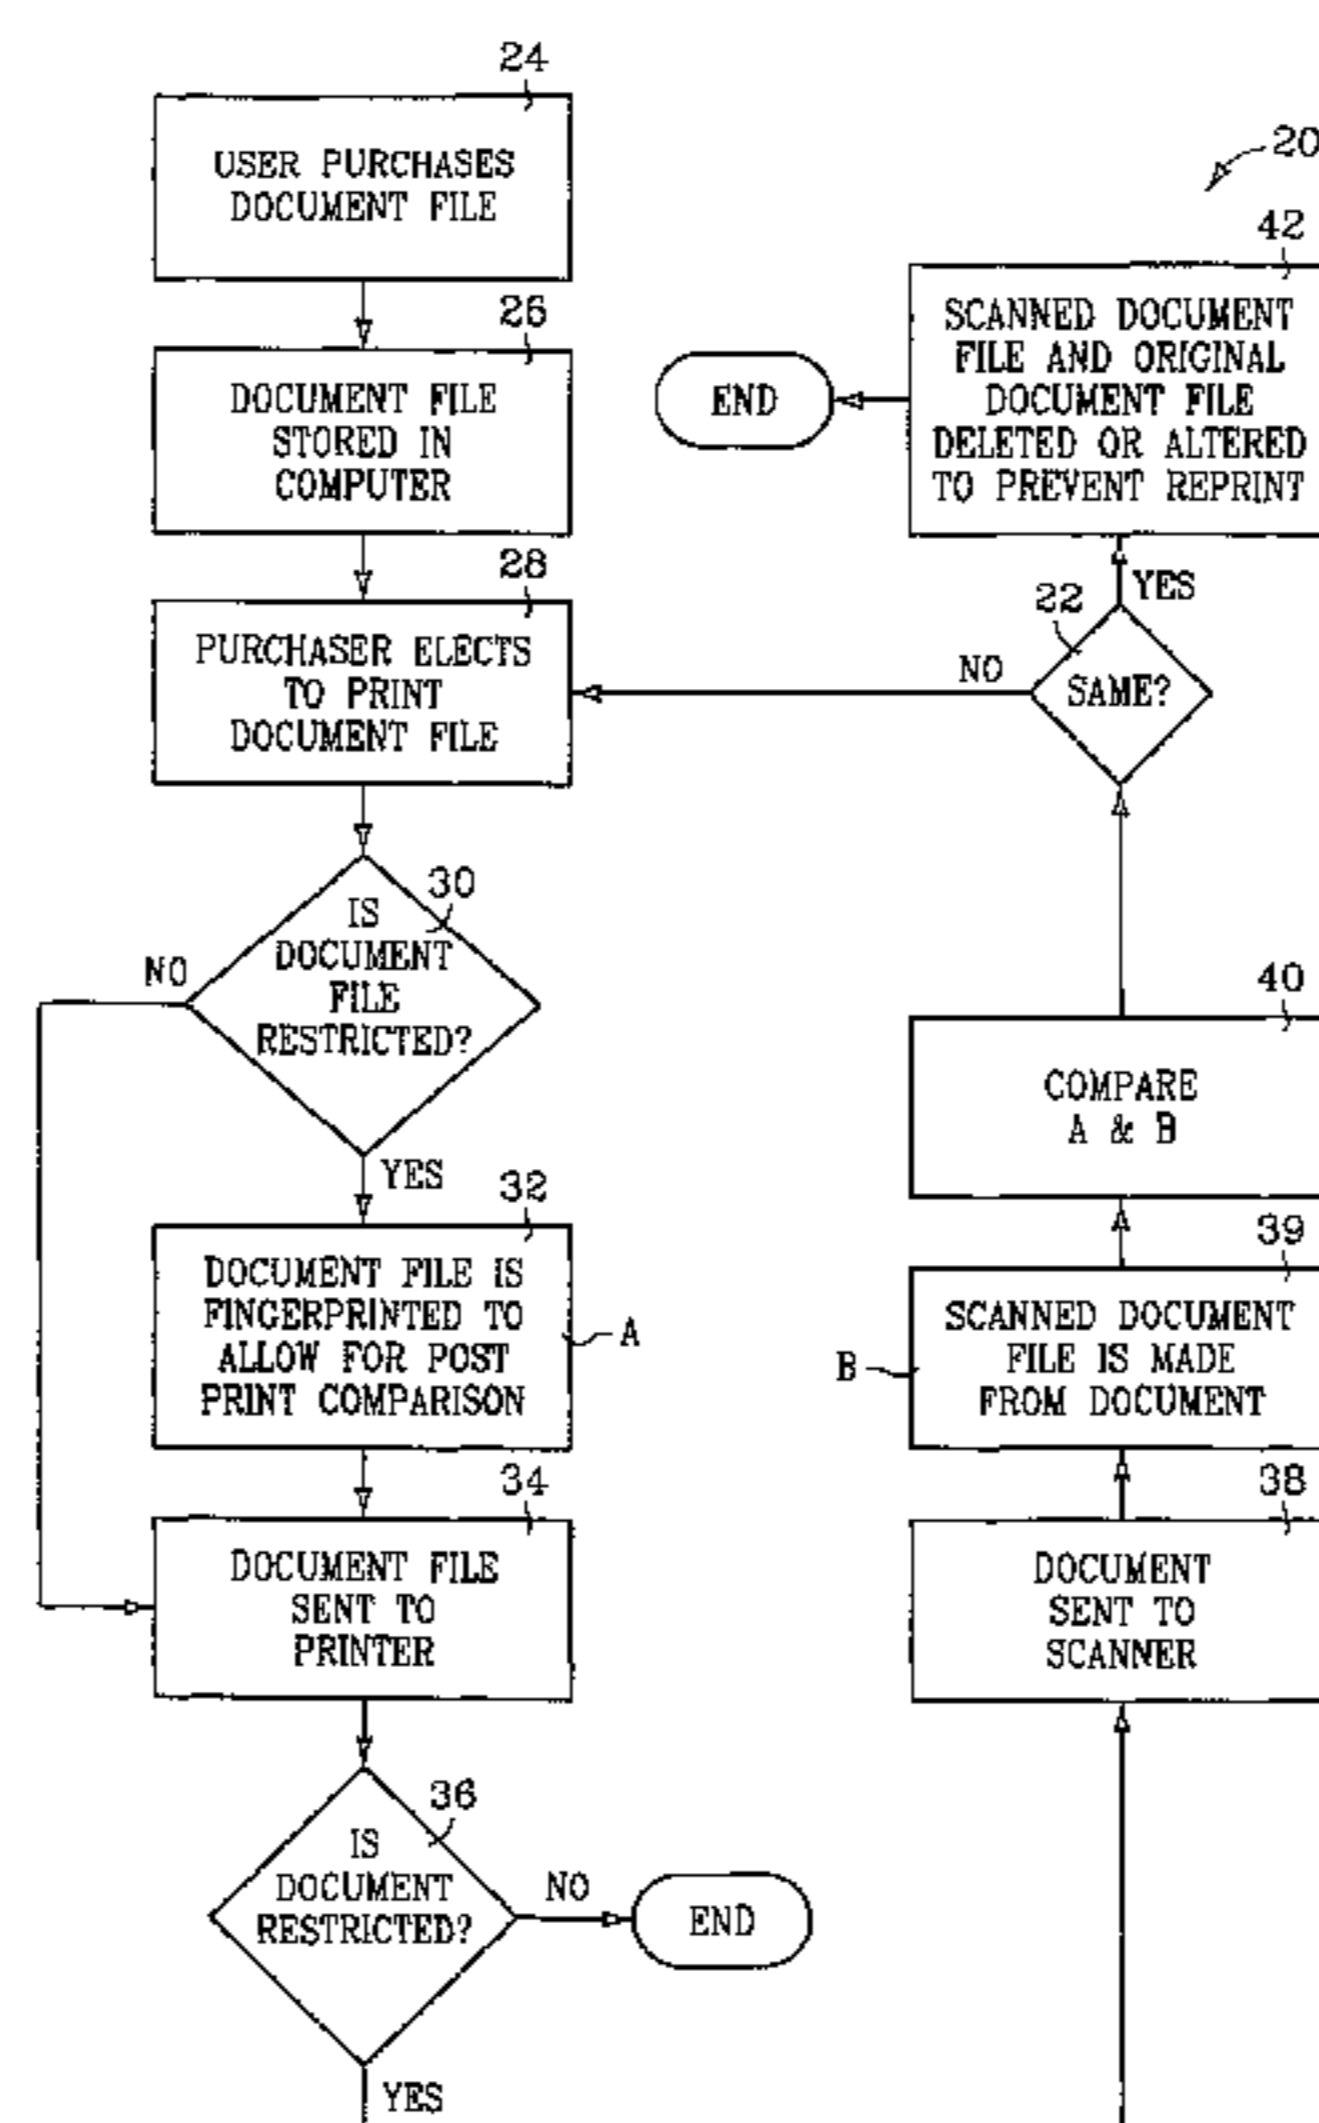 24
USER PURCHASES
DOCUMENT FILE
26
DOCUMENT FILE
STORED IN
COMPUTER
28
PURCHASER ELECTS
TO PRINT
DOCUMENT FILE
30
IS
DOCUMENT
FILE
RESTRICTED?
NO
YES
32
DOCUMENT FILE IS
FINGERPRINTED TO
ALLOW FOR POST
PRINT COMPARISON
A
34
DOCUMENT FILE
SENT TO
PRINTER
36
IS
DOCUMENT
RESTRICTED?
NO
END
YES
20
42
SCANNED DOCUMENT
FILE AND ORIGINAL
DOCUMENT FILE
DELETED OR ALTERED
TO PREVENT REPRINT
END
YES
22
SAME?
NO
40
COMPARE
A & B
39
SCANNED DOCUMENT
FILE IS MADE
FROM DOCUMENT
B
38
DOCUMENT
SENT TO
SCANNER